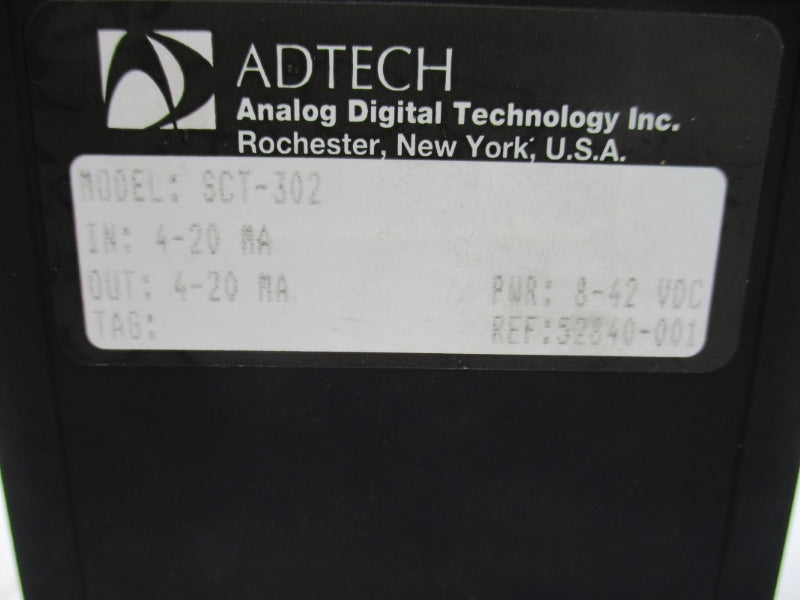 ADTECH
Analog Digital Technology Inc.
Rochester, New York, U.S.A.
MODEL: SCT-302
IN: 4-20 MA
OUT: 4-20 MA PWR: 8-42 VDC
TAG: REF:52840-001